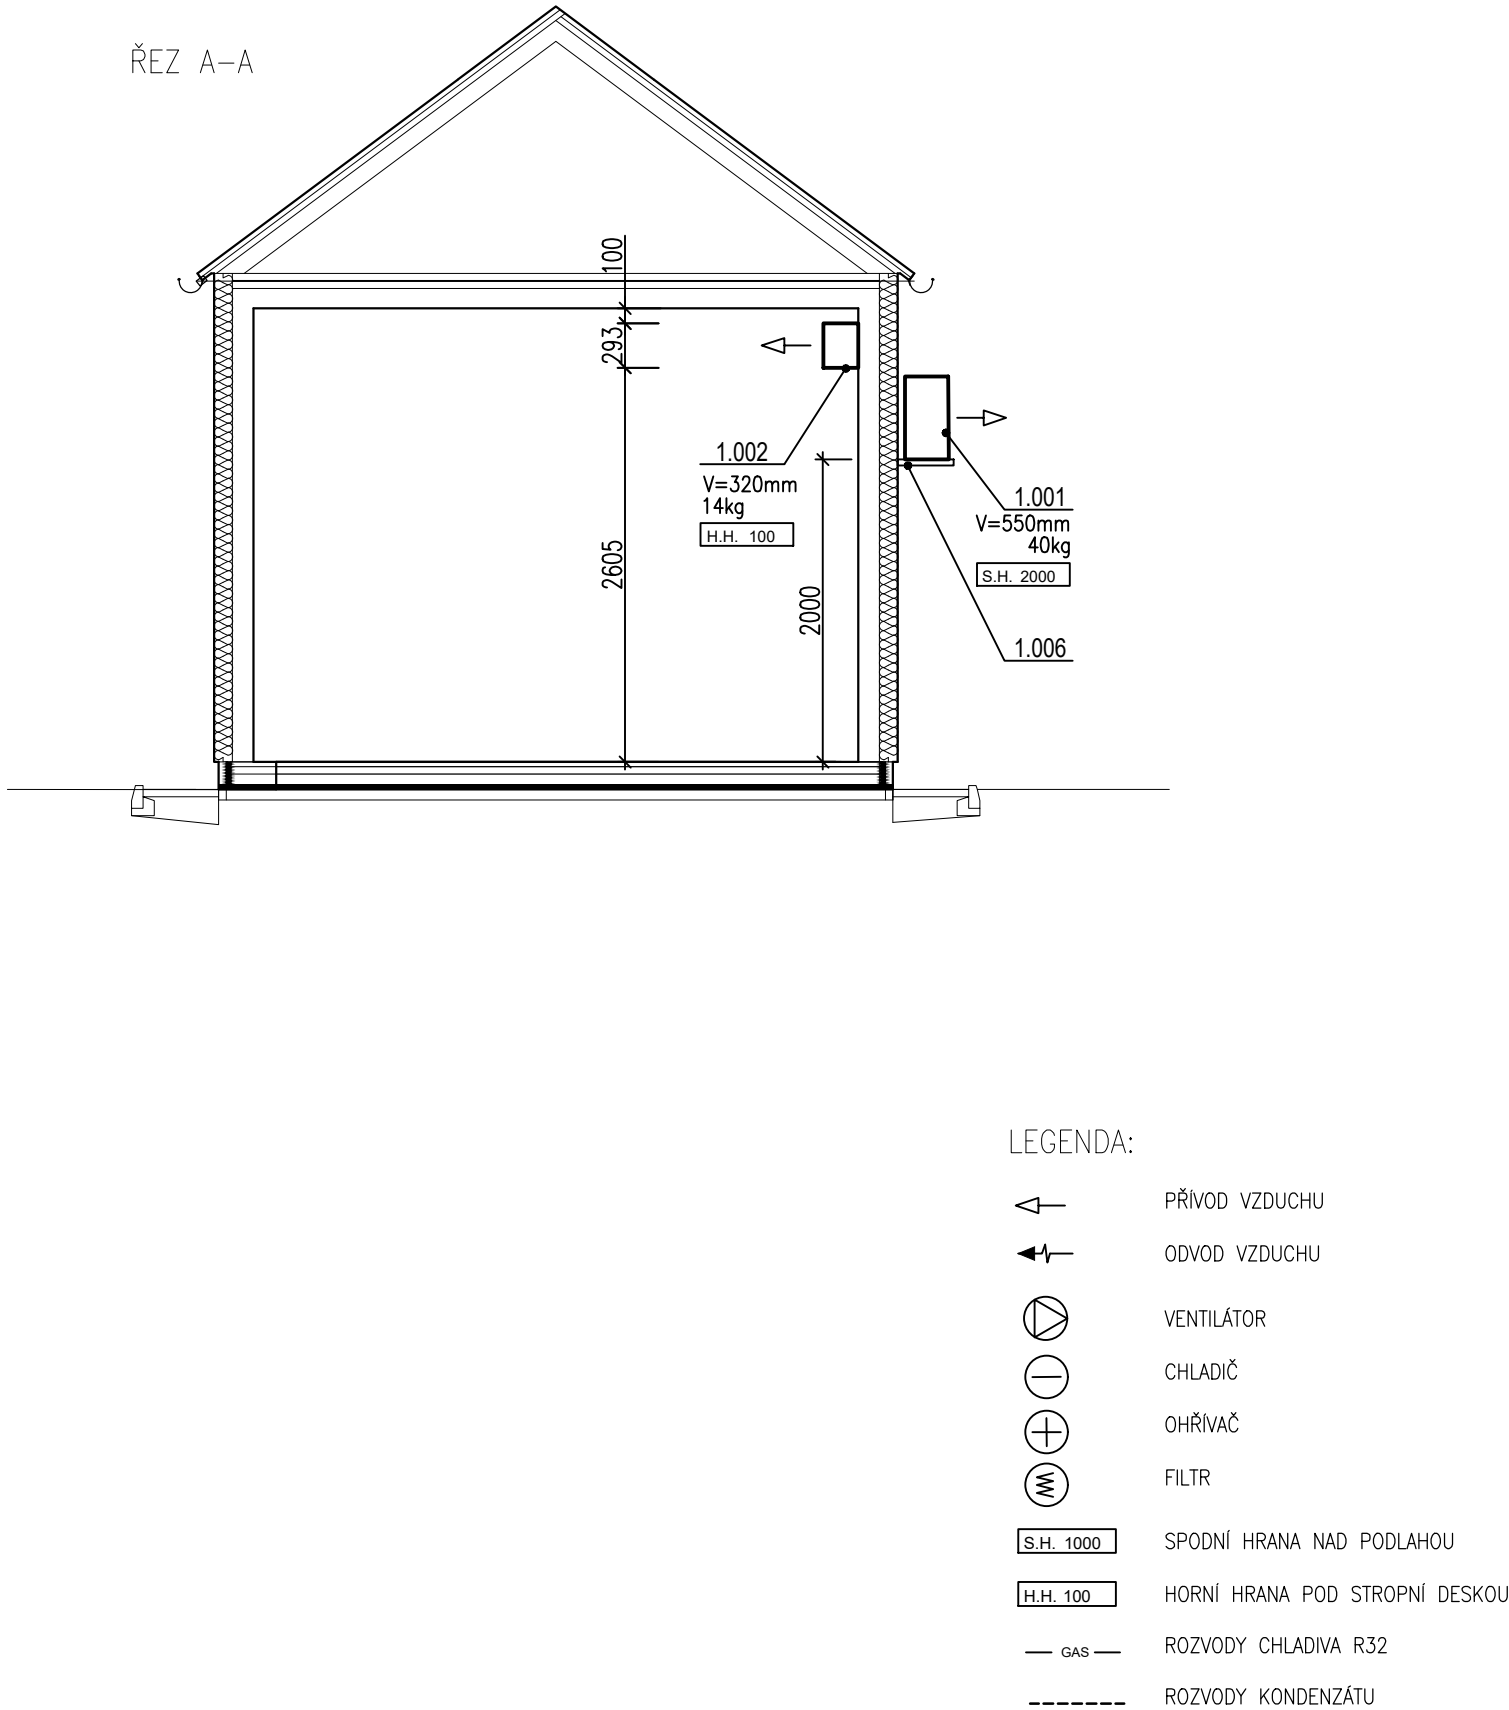 ŘEZ A-A
100
293
2605
2000
1.002
V=320mm
14kg
H.H. 100
1.001
V=550mm
40kg
S.H. 2000
1.006
LEGENDA:
PŘÍVOD VZDUCHU
ODVOD VZDUCHU
VENTILÁTOR
CHLADIČ
OHŘÍVAČ
FILTR
S.H. 1000 SPODNÍ HRANA NAD PODLAHOU
H.H. 100 HORNÍ HRANA POD STROPNÍ DESKOU
GAS ROZVODY CHLADIVA R32
ROZVODY KONDENZÁTU